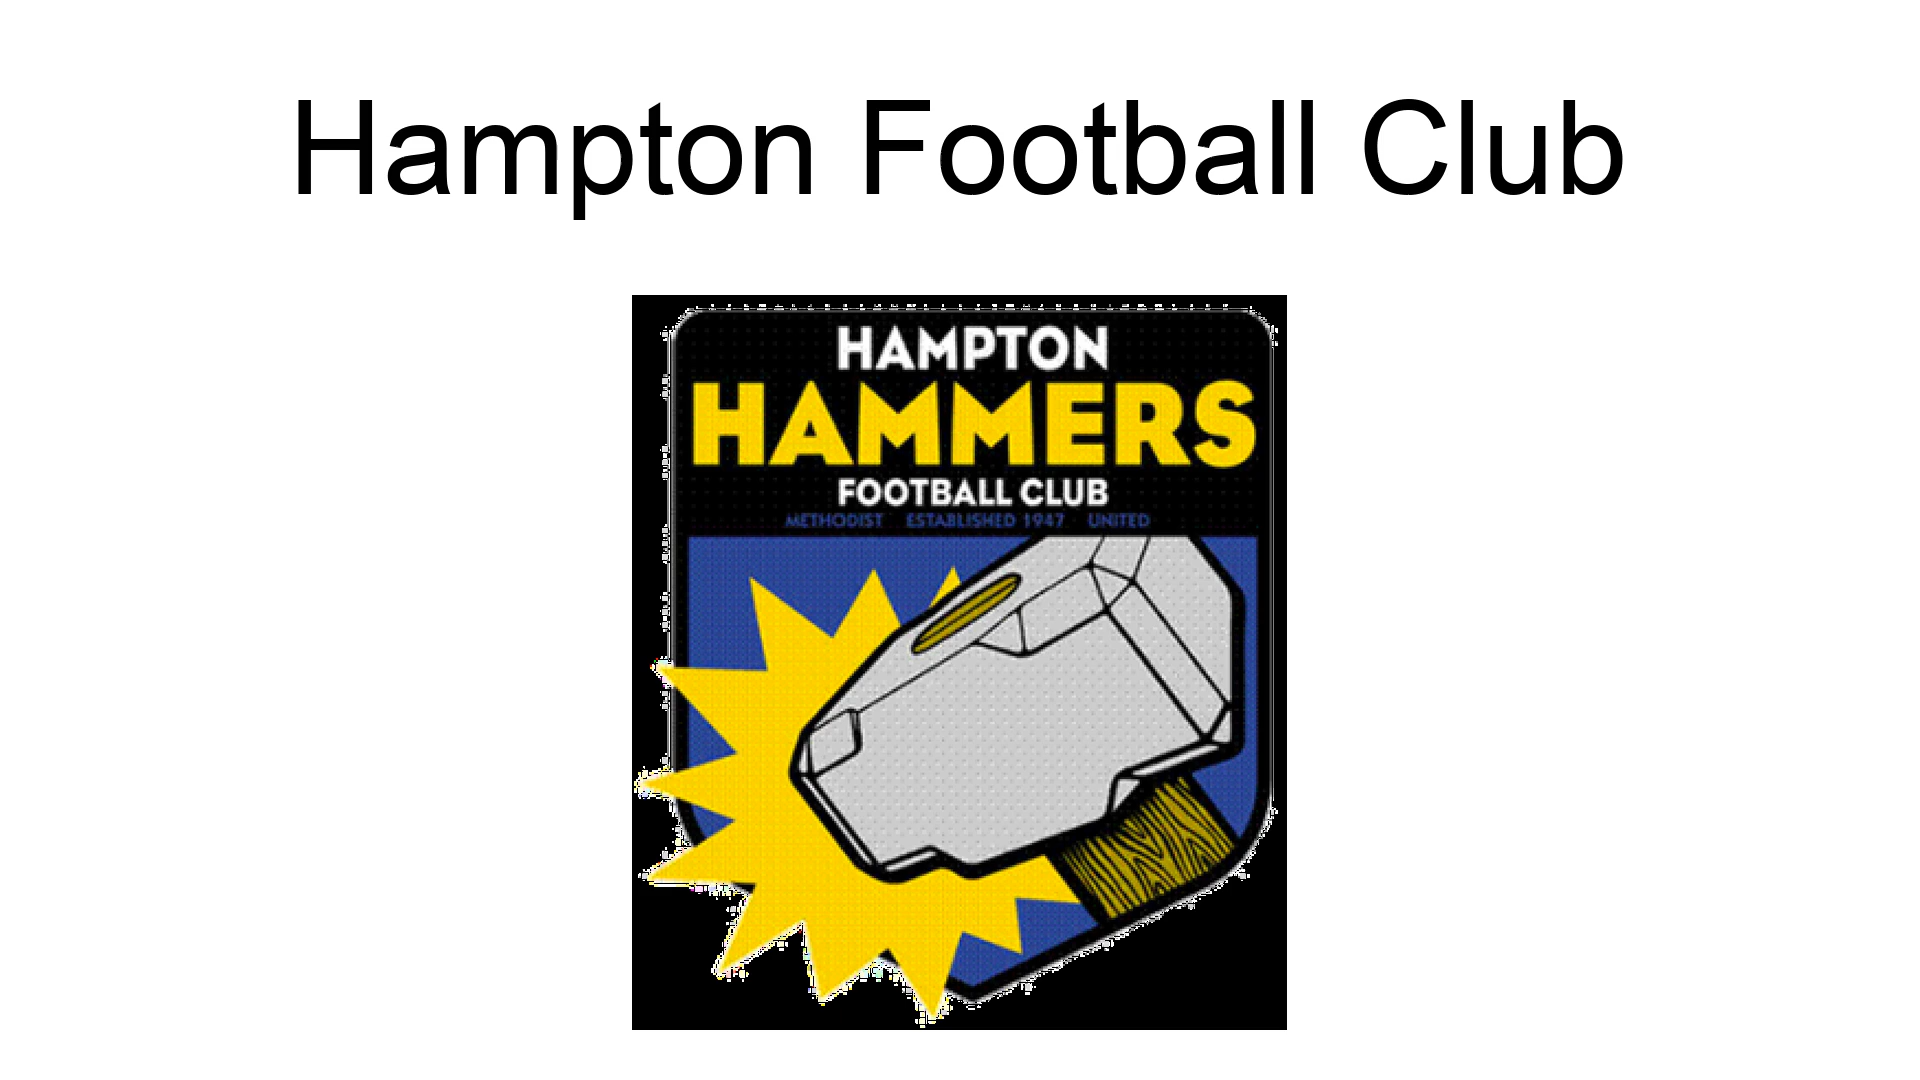 Hampton Football Club
HAMPTON
HAMMERS
FOOTBALL CLUB
METHODIST ESTABLISHED 1947 UNITED